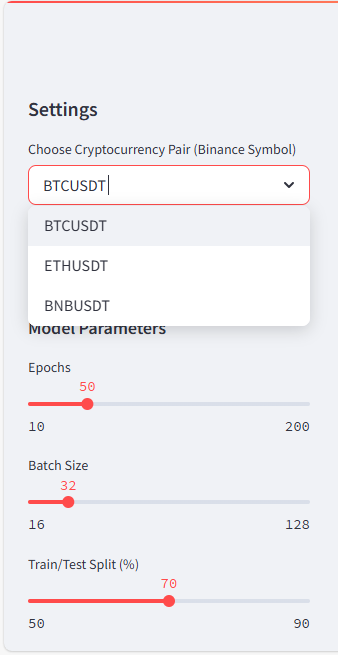 Settings
Choose Cryptocurrency Pair (Binance Symbol)
BTCUSDT
BTCUSDT
ETHUSDT
BNBUSDT
Model Parameters
Epochs
50
10 200
Batch Size
32
16 128
Train/Test Split (%)
70
50 90